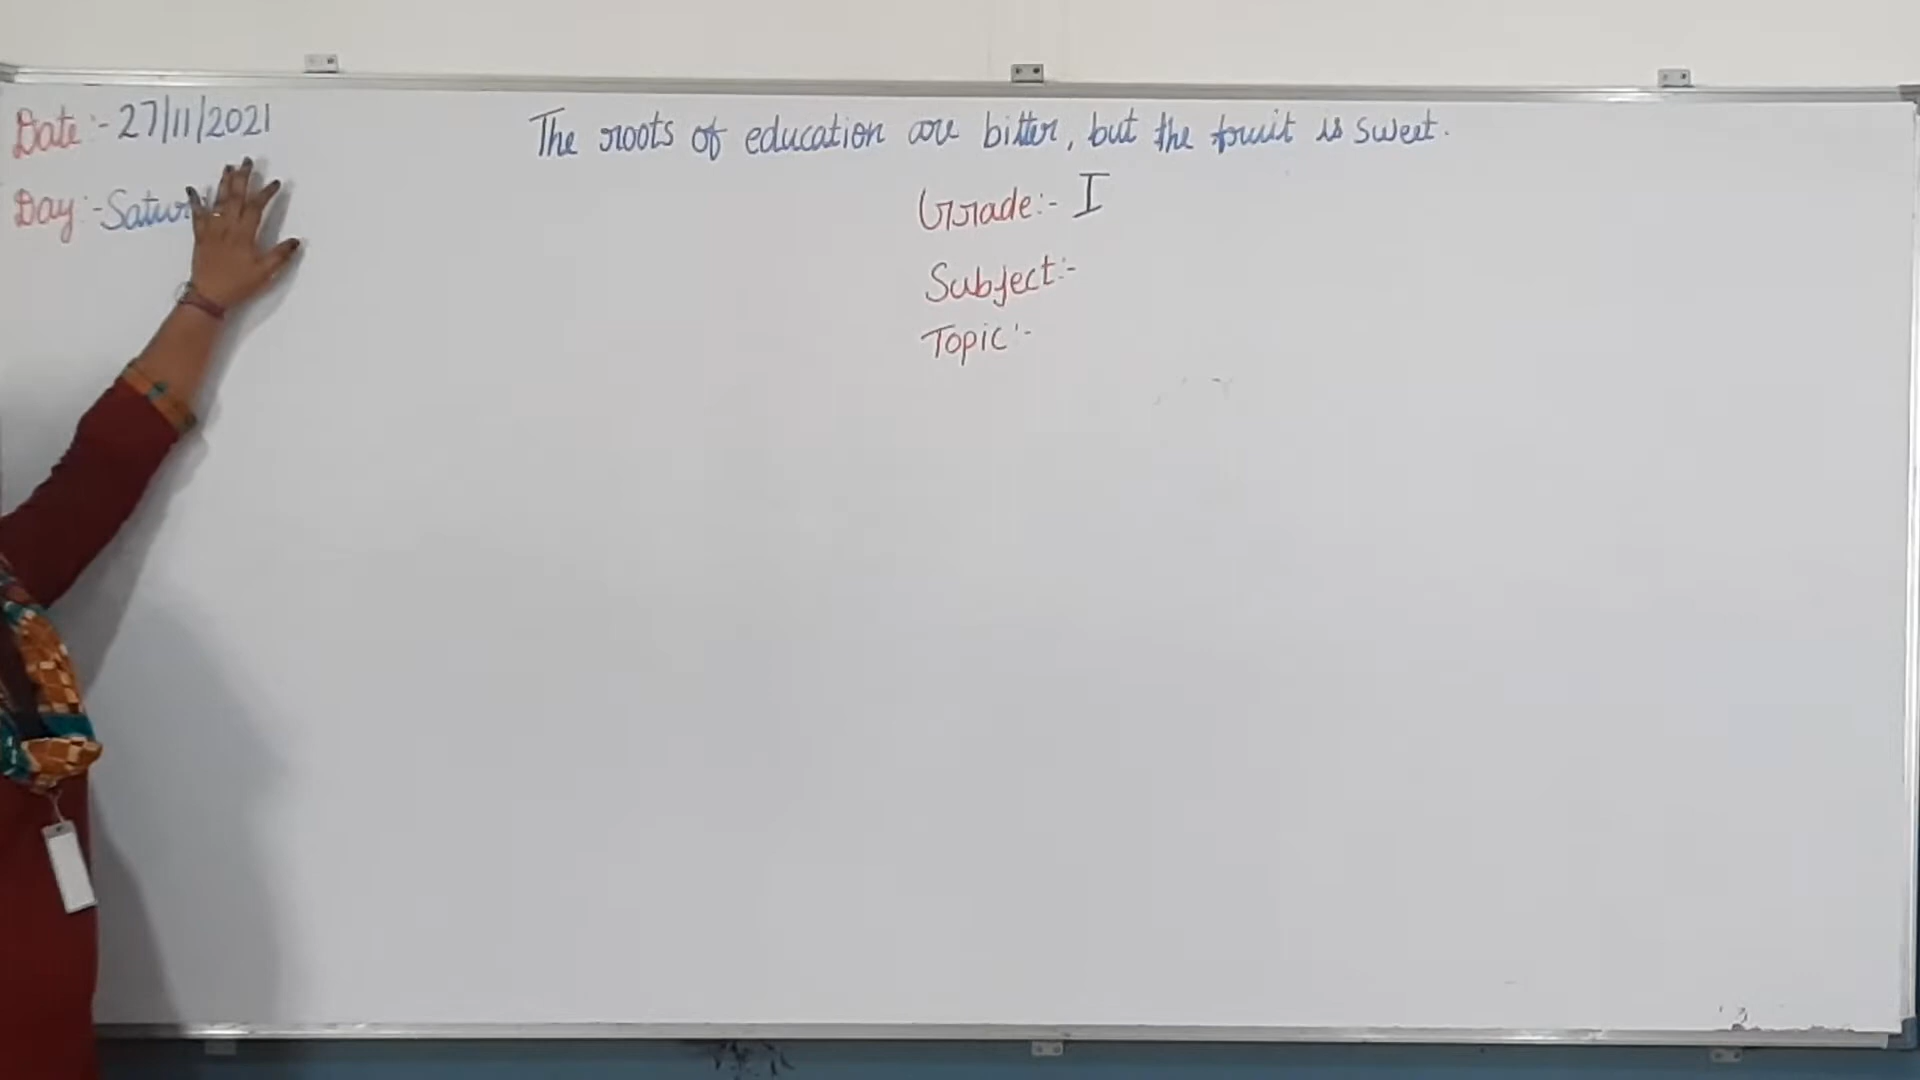 Date:- 27/11/2021
The roots of education are bitter, but the fruit is sweet.
Day:- Satur
Grade:- I
Subject:-
Topic:-